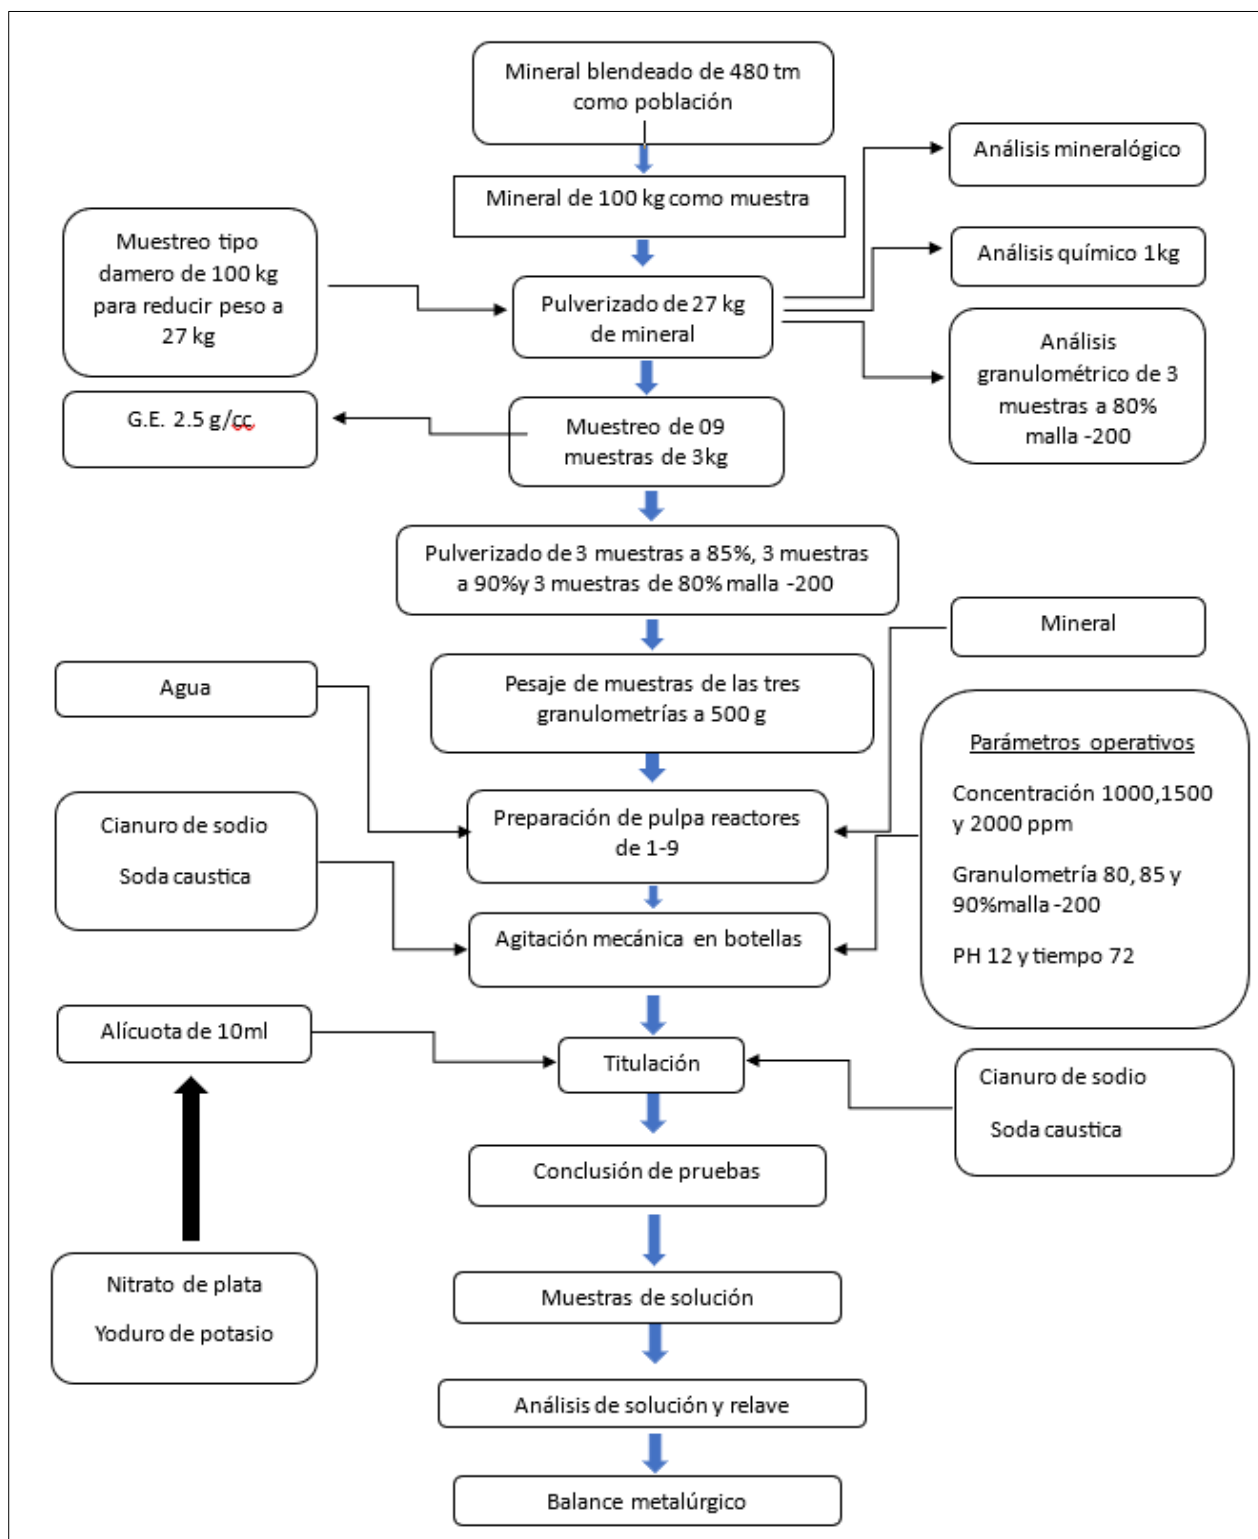 Mineral blendeado de 480 tm
como población
Análisis mineralógico
Mineral de 100 kg como muestra
Muestreo tipo
damero de 100 kg
para reducir peso a
27 kg
Análisis químico 1kg
Pulverizado de 27 kg
de mineral
Análisis
granulométrico de 3
muestras a 80%
malla -200
G.E. 2.5 g/cc
Muestreo de 09
muestras de 3kg
Pulverizado de 3 muestras a 85%, 3 muestras
a 90%y 3 muestras de 80% malla -200
Mineral
Agua
Pesaje de muestras de las tres
granulometrías a 500 g
Parámetros operativos
Concentración 1000,1500
y 2000 ppm
Granulometría 80, 85 y
90%malla -200
PH 12 y tiempo 72
Cianuro de sodio
Soda caustica
Preparación de pulpa reactores
de 1-9
Agitación mecánica en botellas
Alícuota de 10ml
Titulación
Cianuro de sodio
Soda caustica
Conclusión de pruebas
Nitrato de plata
Yoduro de potasio
Muestras de solución
Análisis de solución y relave
Balance metalúrgico